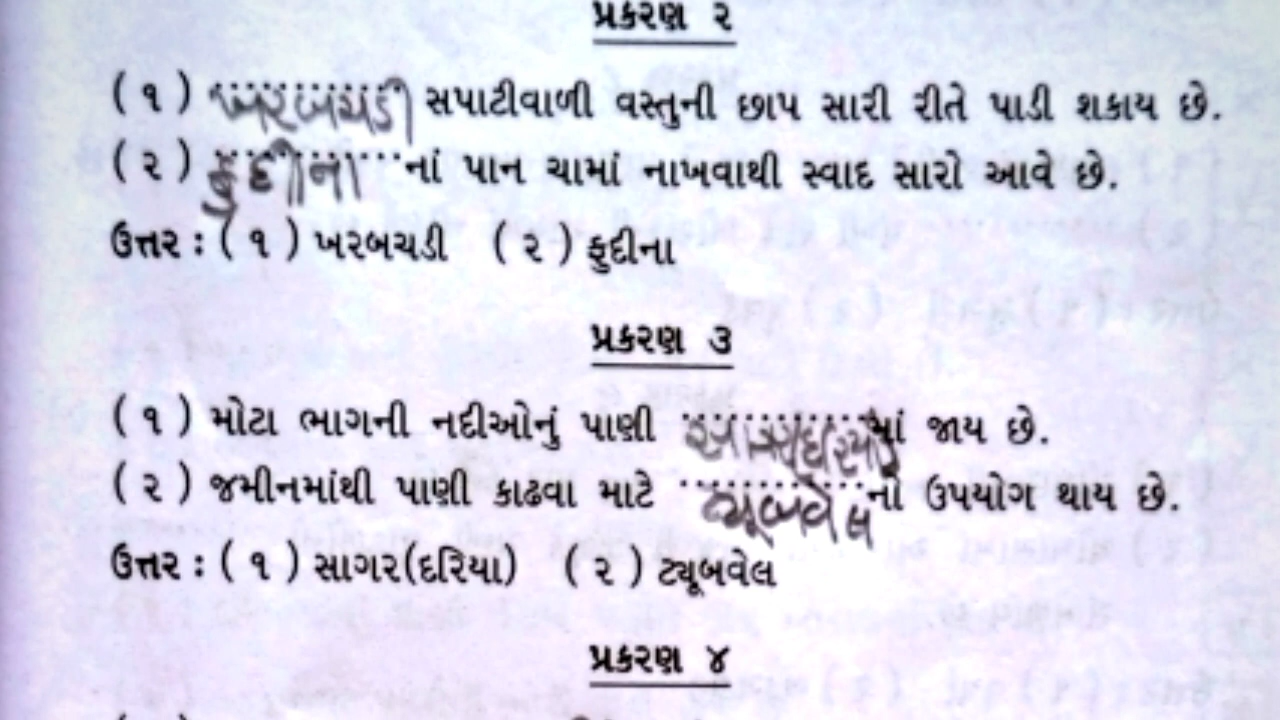 પ્રકરણ ૨
(૧) ખરબચડી સપાટીવાળી વસ્તુની છાપ સારી રીતે પાડી શકાય છે.
(૨) ફુદીના નાં પાન ચામાં નાખવાથી સ્વાદ સારો આવે છે.
ઉત્તર : (૧) ખરબચડી (૨) ફુદીના
પ્રકરણ ૩
(૧) મોટા ભાગની નદીઓનું પાણી માં જાય છે.
(૨) જમીનમાંથી પાણી કાઢવા માટે ટ્યૂબવેલ નો ઉપયોગ થાય છે.
ઉત્તર : (૧) સાગર(દરિયા) (૨) ટ્યૂબવેલ
પ્રકરણ ૪